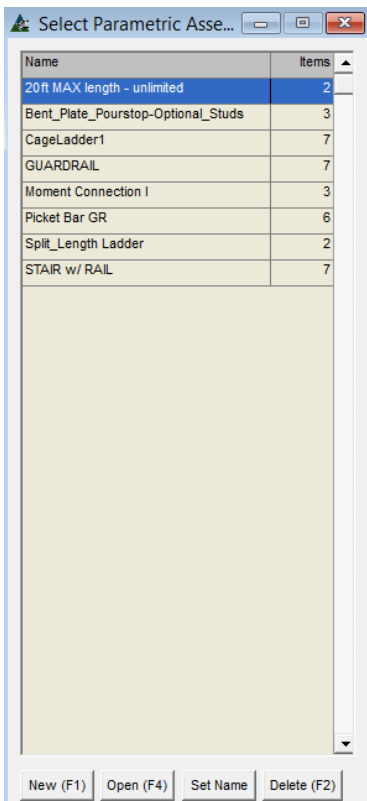 Select Parametric Asse...
Name Items
20ft MAX length - unlimited 2
Bent_Plate_Pourstop-Optional_Studs 3
CageLadder1 7
GUARDRAIL 7
Moment Connection I 3
Picket Bar GR 6
Split_Length Ladder 2
STAIR w/ RAIL 7
New (F1) Open (F4) Set Name Delete (F2)